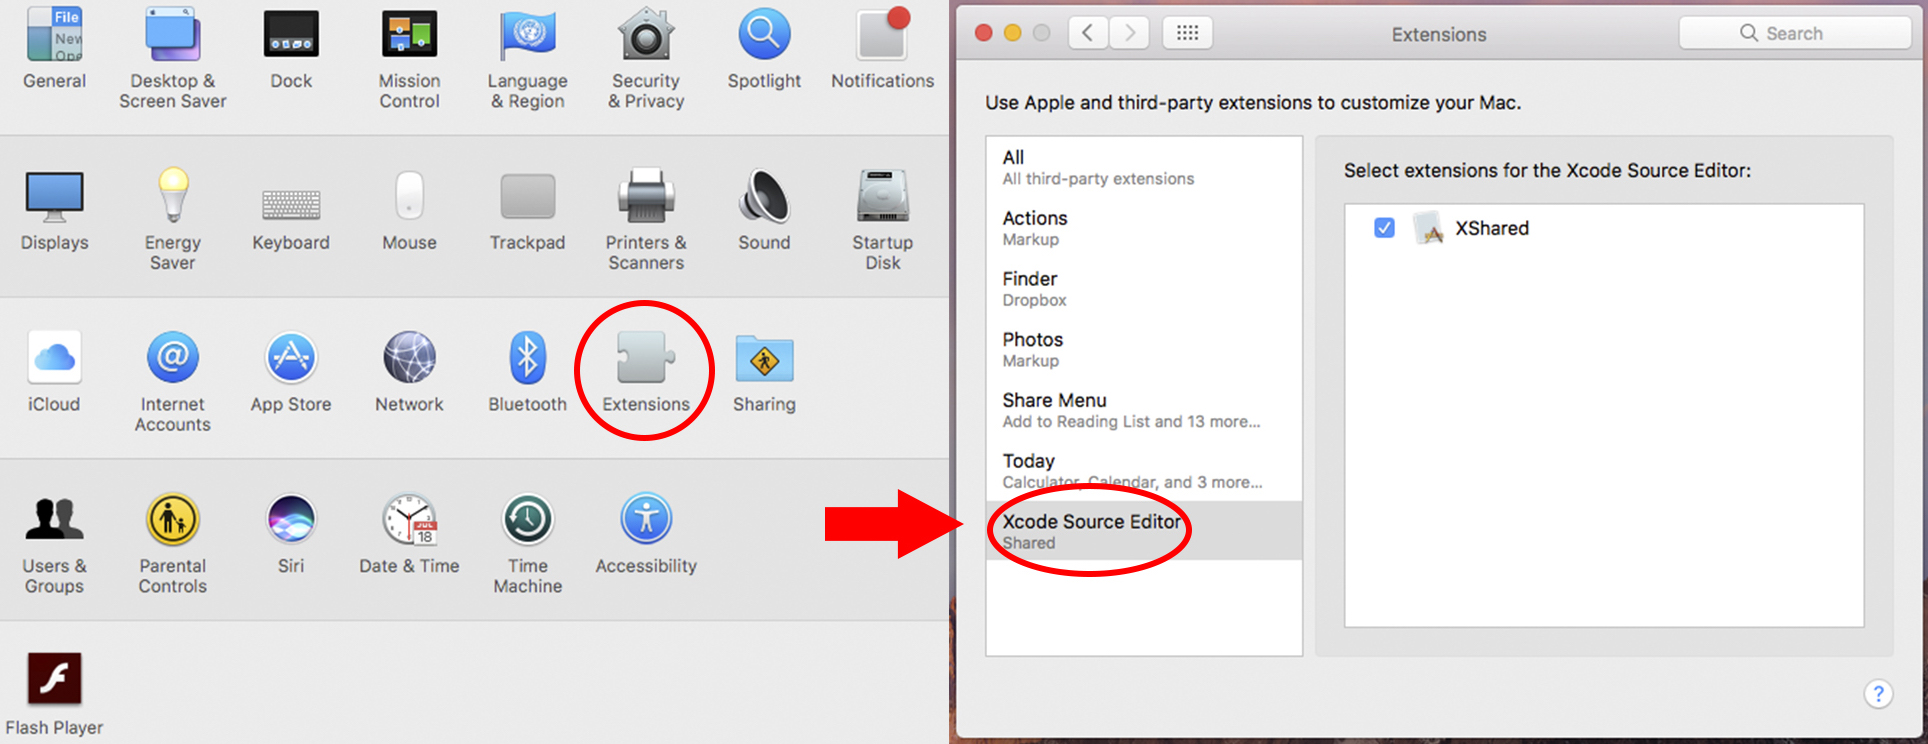 File
New
Ope
General
Desktop &
Screen Saver
Dock
Mission
Control
Language
& Region
Security
& Privacy
Spotlight
Notifications
Displays
Energy
Saver
Keyboard
Mouse
Trackpad
Printers &
Scanners
Sound
Startup
Disk
iCloud
Internet
Accounts
App Store
Network
Bluetooth
Extensions
Sharing
Users &
Groups
Parental
Controls
Siri
JUL
18
Date & Time
Time
Machine
Accessibility
Flash Player
Extensions
Search
Use Apple and third-party extensions to customize your Mac.
All
All third-party extensions
Actions
Markup
Finder
Dropbox
Photos
Markup
Share Menu
Add to Reading List and 13 more...
Today
Calculator, Calendar, and 3 more...
Xcode Source Editor
Shared
Select extensions for the Xcode Source Editor:
XShared
?